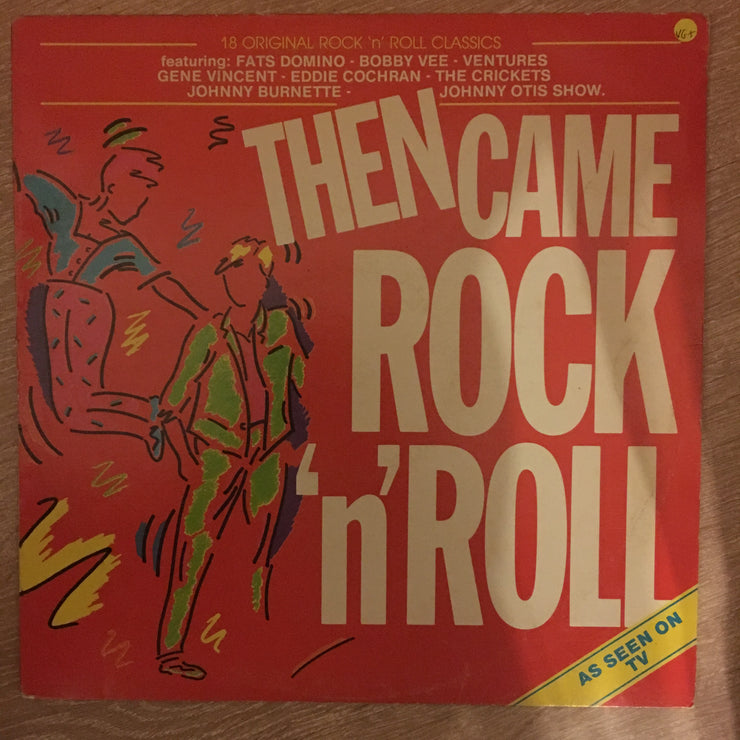 18 ORIGINAL ROCK 'n' ROLL CLASSICS
featuring: FATS DOMINO - BOBBY VEE - VENTURES
GENE VINCENT - EDDIE COCHRAN - THE CRICKETS
JOHNNY BURNETTE - JOHNNY OTIS SHOW.
THEN CAME
ROCK
'n' ROLL
AS SEEN ON
TV